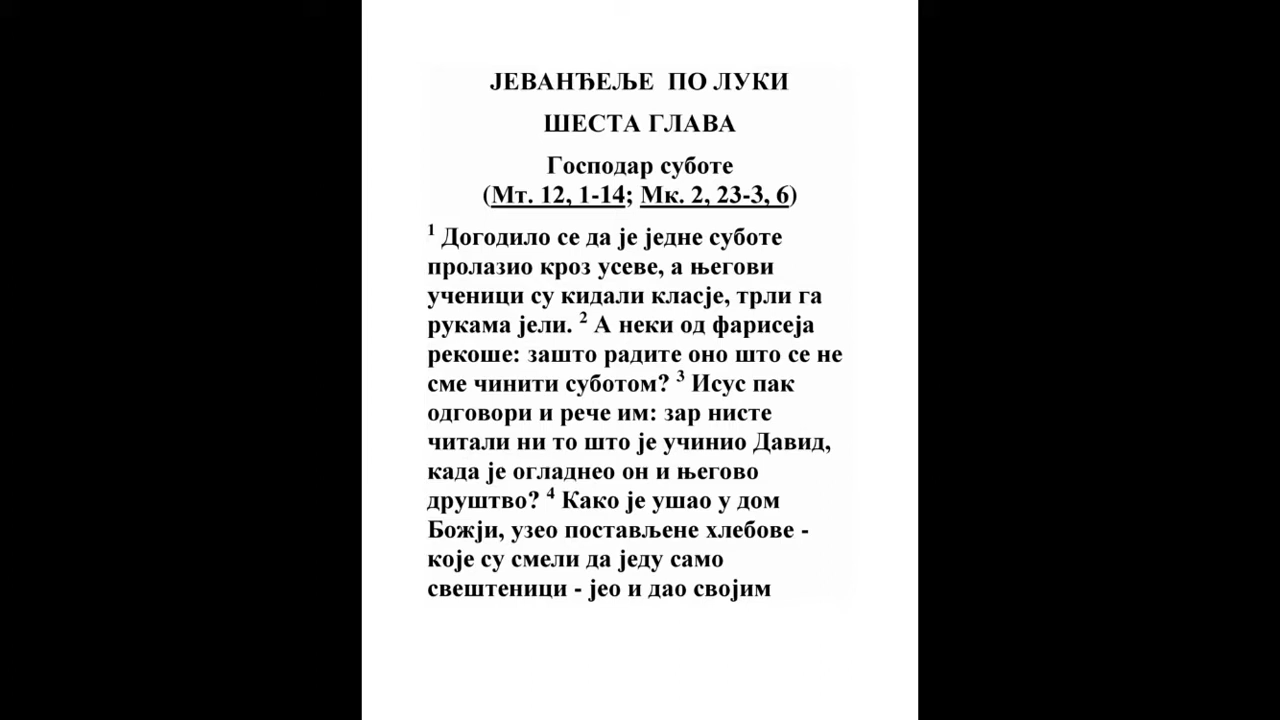 ЈЕВАНЂЕЉЕ ПО ЛУКИ
ШЕСТА ГЛАВА
Господар суботе
(Мт. 12, 1-14; Мк. 2, 23-3, 6)
1 Догодило се да је једне суботе
пролазио кроз усеве, а његови
ученици су кидали класје, трли га
рукама јели. 2 А неки од фарисеја
рекоше: зашто радите оно што се не
сме чинити суботом? 3 Исус пак
одговори и рече им: зар нисте
читали ни то што је учинио Давид,
када је огладнео он и његово
друштво? 4 Како је ушао у дом
Божји, узео постављене хлебове -
које су смели да једу само
свештеници - јео и дао својим